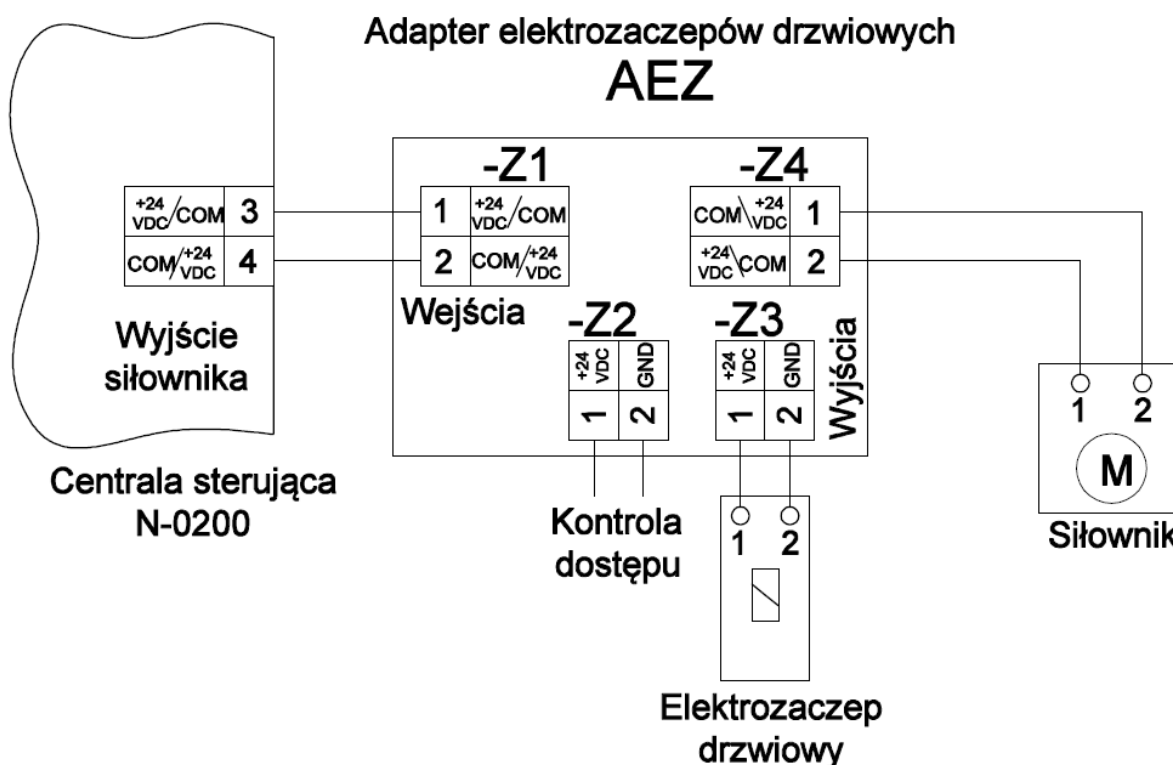 Adapter elektrozaczepów drzwiowych
AEZ
-Z1
-Z4
+24 VDC/COM 3
COM/+24 VDC 4
1 +24 VDC/COM
2 COM/+24 VDC
COM\+24 VDC 1
+24 VDC\COM 2
Wyjście
siłownika
Wejścia
-Z2
-Z3
+24 VDC
GND
1
2
+24 VDC
GND
1
2
Wyjścia
1 2
M
Siłownik
Centrala sterująca
N-0200
Kontrola
dostępu
1 2
Elektrozaczep
drzwiowy